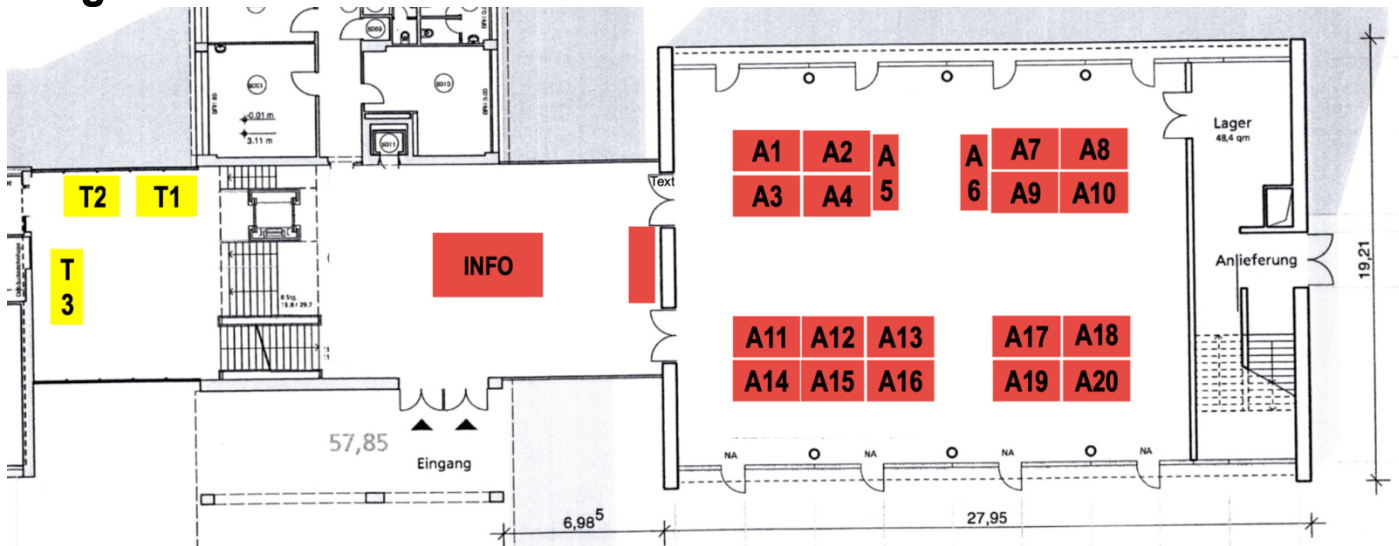 -0.01 m
3.11 m
Lager
48,4 qm
A1
A2
A
5
A
6
A7
A8
Text
A3
A4
A9
A10
T2
T1
T
3
INFO
Anlieferung
19,21
A11
A12
A13
A17
A18
A14
A15
A16
A19
A20
57,85
Eingang
NA
NA
NA
NA
6,98⁵
27,95